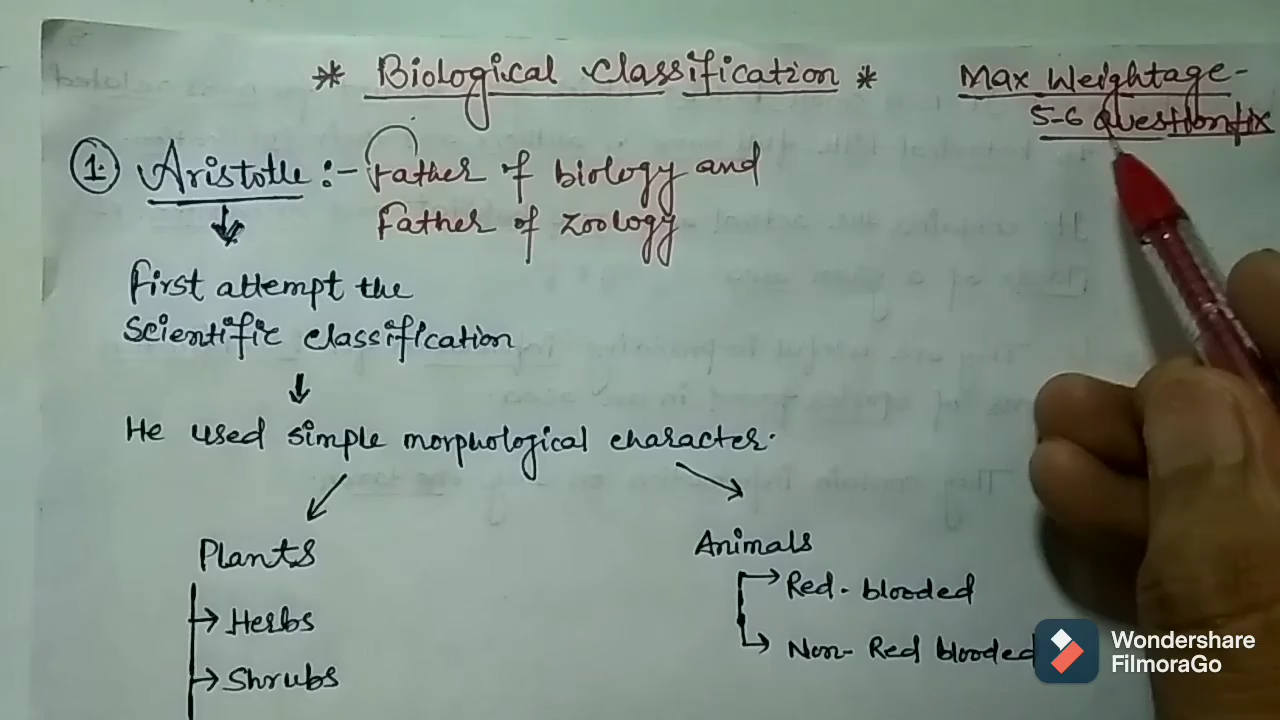 * Biological Classification *
Max Weightage-
5-6 Question fix
1. Aristotle :- Father of biology and
Father of Zoology
First attempt the
Scientific classification
He used simple morphological character.
Plants
Herbs
Shrubs
Animals
Red-blooded
Non-Red blooded
Wondershare
FilmoraGo